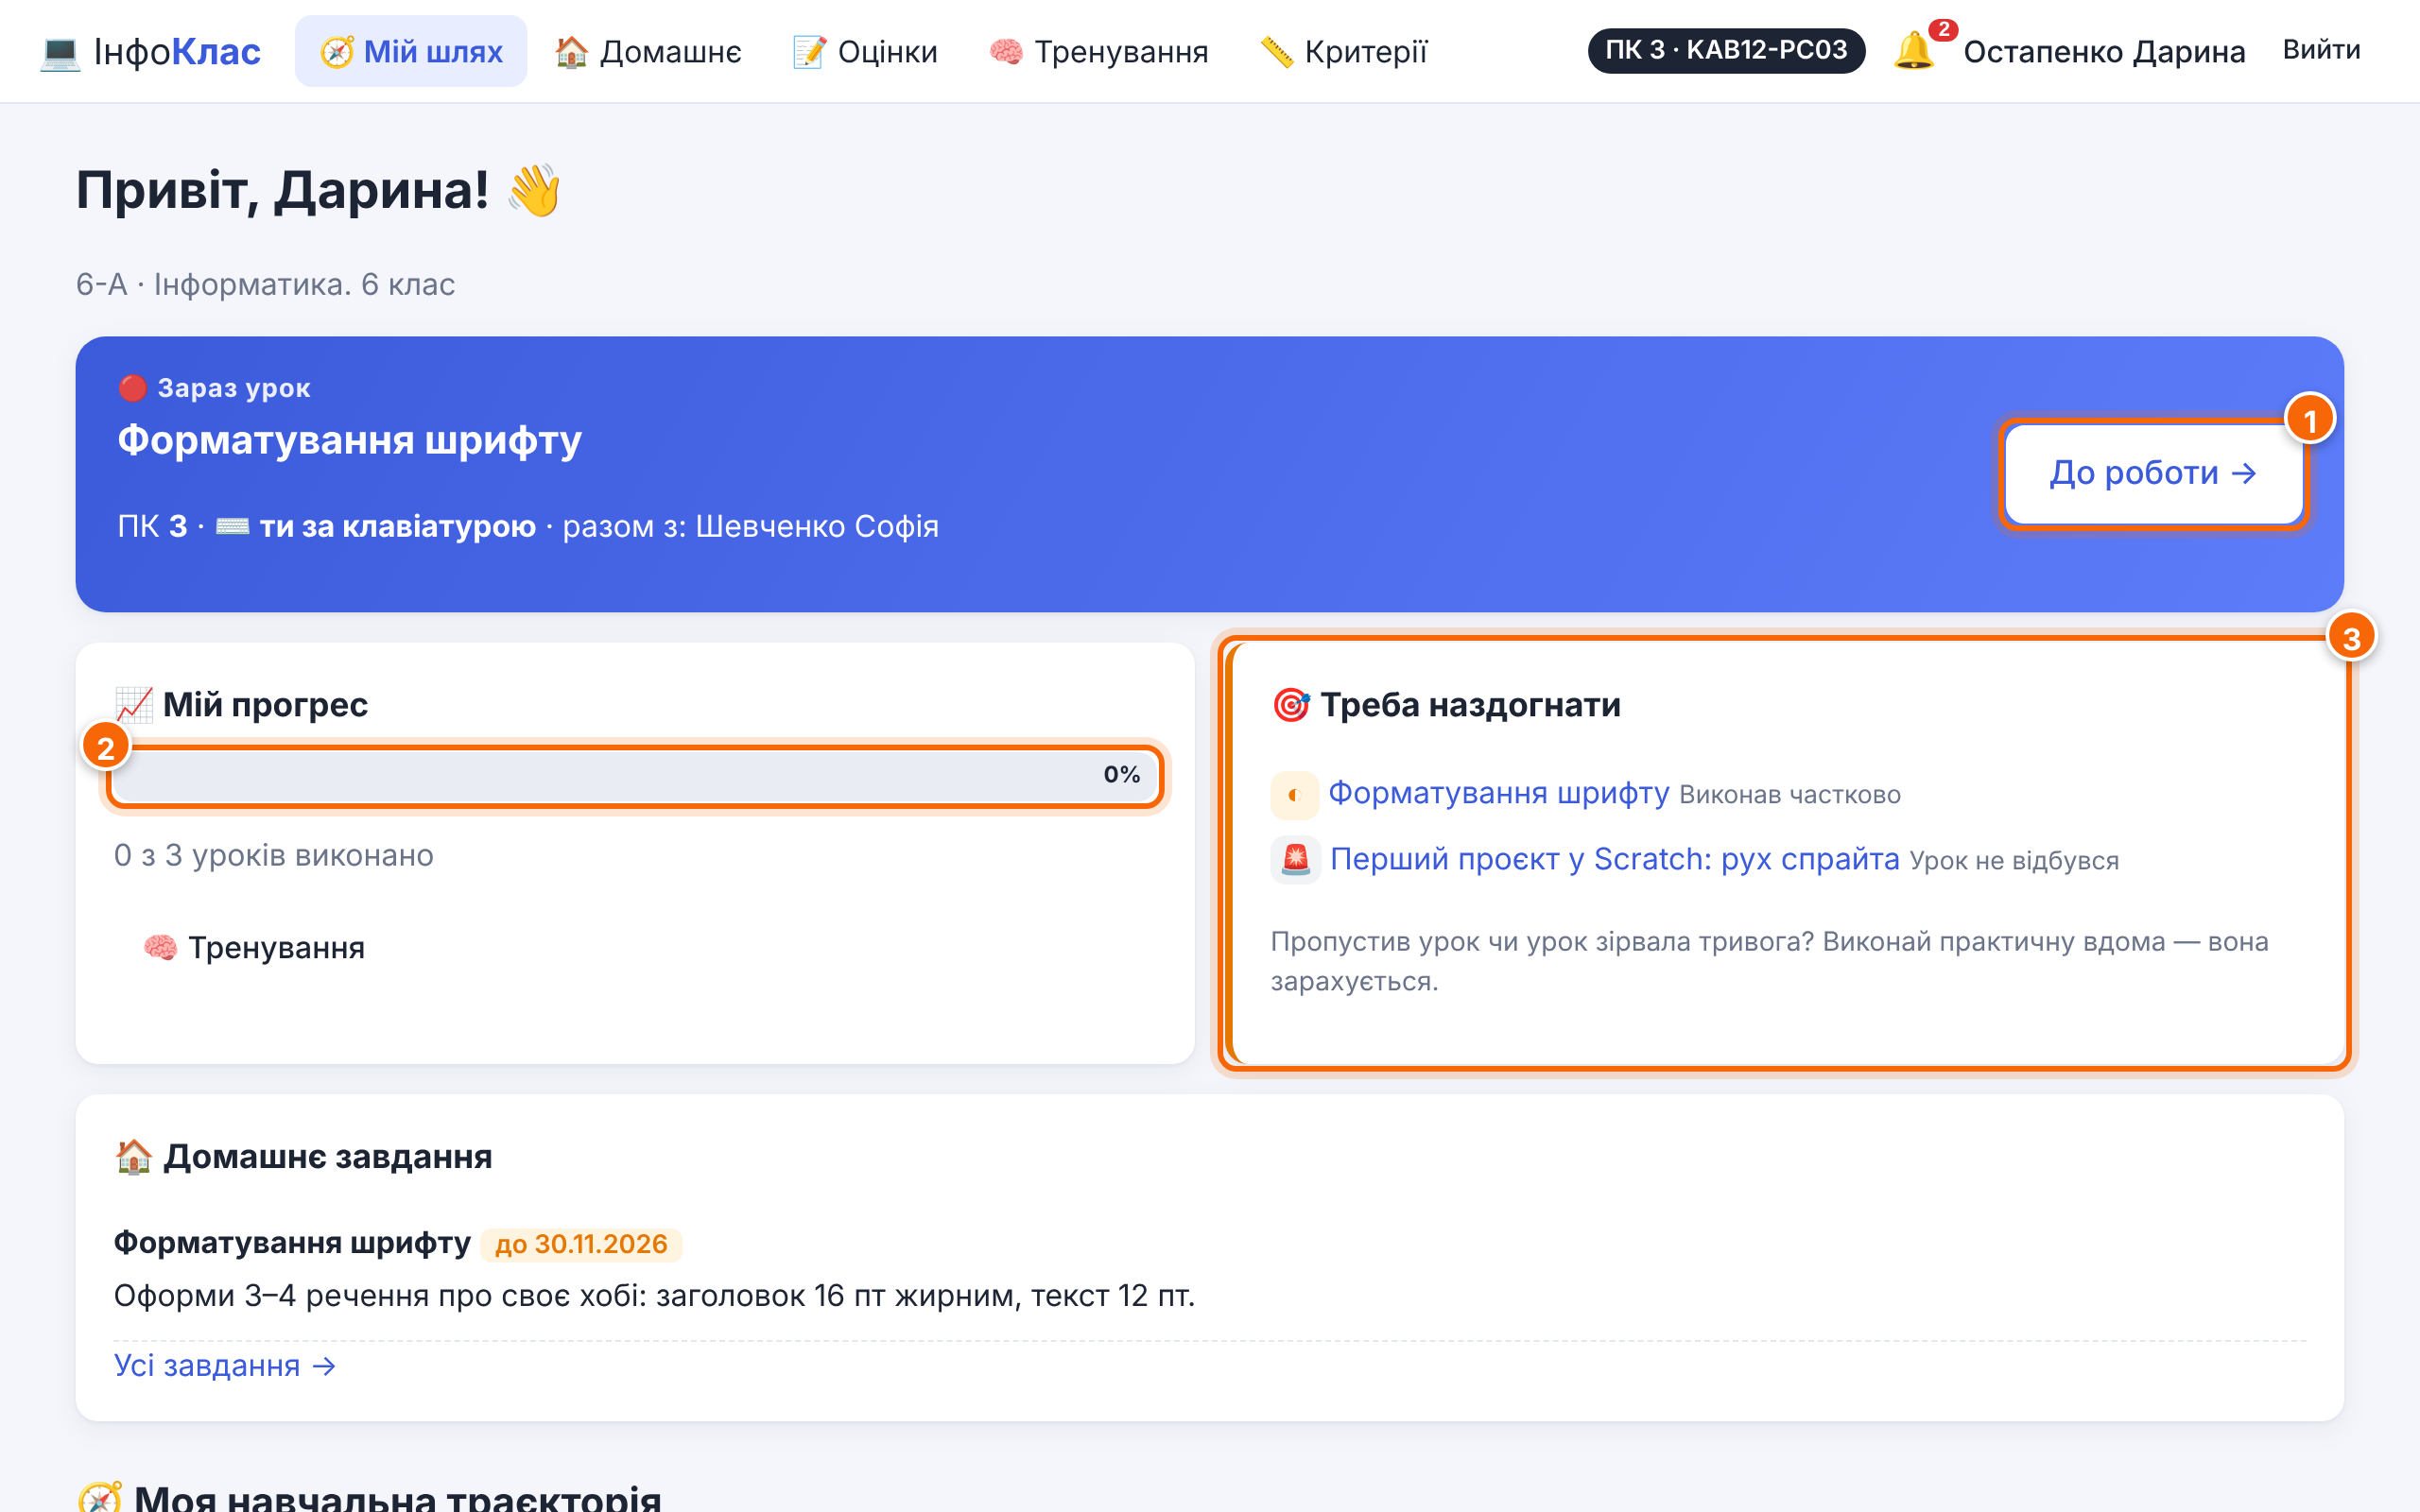 💻 ІнфоКлас 🧭 Мій шлях 🏠 Домашнє 📝 Оцінки 🧠 Тренування 📏 Критерії ПК 3 · КАВ12-PC03 🔔 2 Остапенко Дарина Вийти
Привіт, Дарина! 👋
6-А · Інформатика. 6 клас
🔴 Зараз урок
Форматування шрифту
ПК 3 · ⌨️ ти за клавіатурою · разом з: Шевченко Софія
До роботи →
1
📈 Мій прогрес
2
0%
0 з 3 уроків виконано
🧠 Тренування
3
🎯 Треба наздогнати
Форматування шрифту Виконав частково
🚨 Перший проєкт у Scratch: рух спрайта Урок не відбувся
Пропустив урок чи урок зірвала тривога? Виконай практичну вдома — вона
зарахується.
🏠 Домашнє завдання
Форматування шрифту до 30.11.2026
Оформи 3–4 речення про своє хобі: заголовок 16 пт жирним, текст 12 пт.
Усі завдання →
🧭 Моя навчальна траєкторія